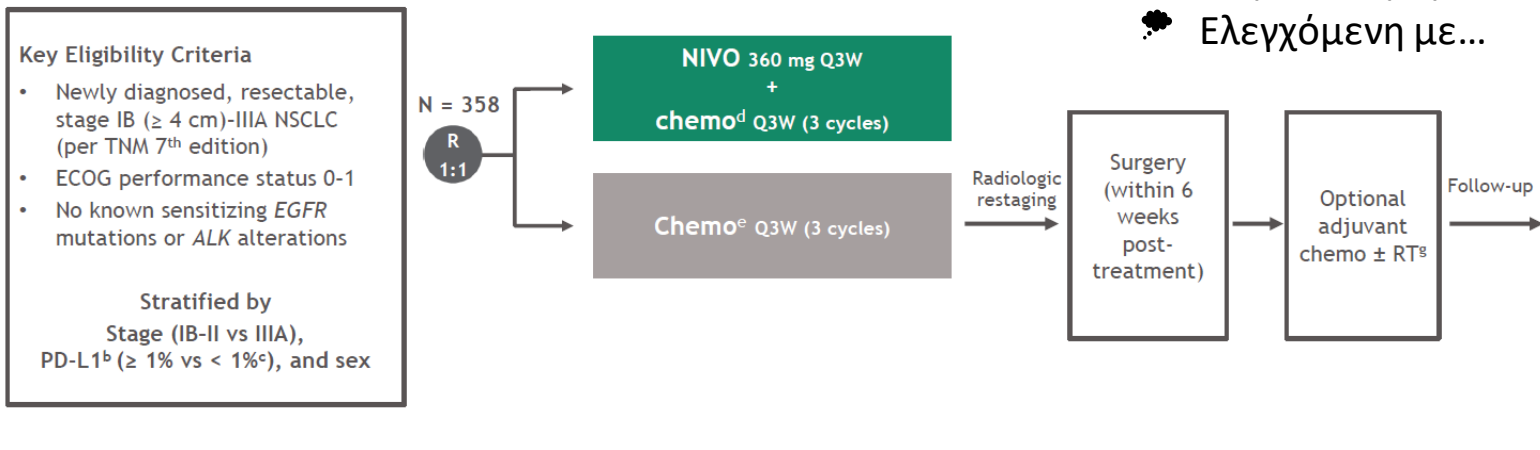 Ελεγχόμενη με...
Key Eligibility Criteria
• Newly diagnosed, resectable,
stage IB (≥ 4 cm)–IIIA NSCLC
(per TNM 7th edition)
• ECOG performance status 0–1
• No known sensitizing EGFR
mutations or ALK alterations
Stratified by
Stage (IB–II vs IIIA),
PD-L1ᵇ (≥ 1% vs < 1%ᶜ), and sex
N = 358
R
1:1
NIVO 360 mg Q3W
+
chemoᵈ Q3W (3 cycles)
Chemoᵉ Q3W (3 cycles)
Radiologic
restaging
Surgery
(within 6
weeks
post-
treatment)
Optional
adjuvant
chemo ± RTᵍ
Follow-up